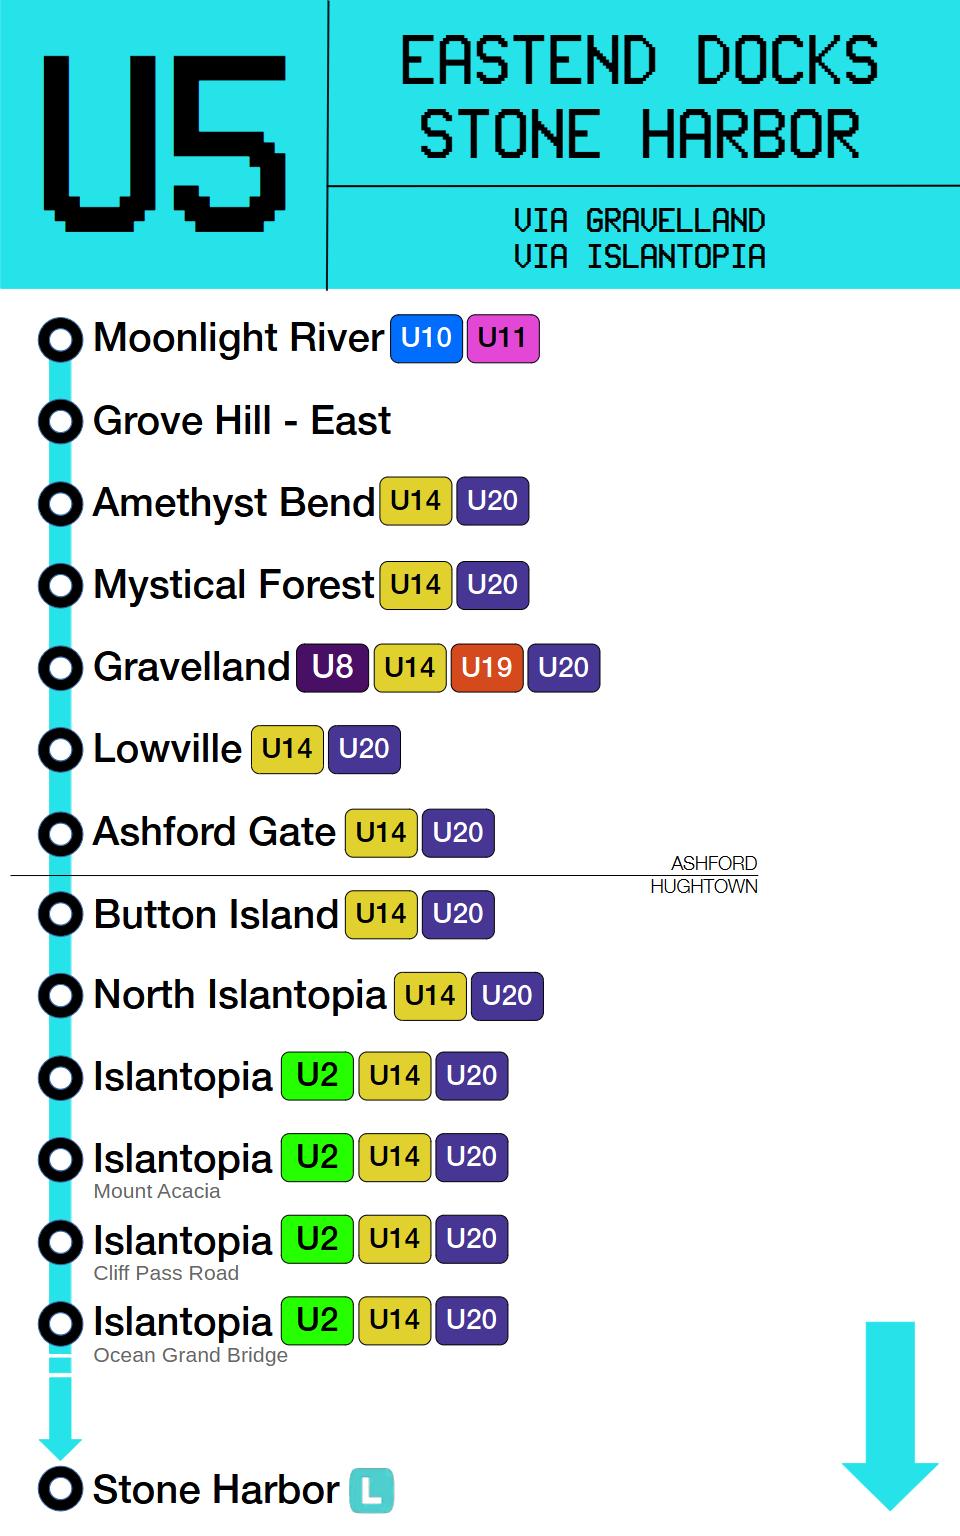 U5
EASTEND DOCKS
STONE HARBOR
VIA GRAVELLAND
VIA ISLANTOPIA
Moonlight River U10 U11
Grove Hill - East
Amethyst Bend U14 U20
Mystical Forest U14 U20
Gravelland U8 U14 U19 U20
Lowville U14 U20
Ashford Gate U14 U20
ASHFORD
HUGHTOWN
Button Island U14 U20
North Islantopia U14 U20
Islantopia U2 U14 U20
Islantopia U2 U14 U20
Mount Acacia
Islantopia U2 U14 U20
Cliff Pass Road
Islantopia U2 U14 U20
Ocean Grand Bridge
Stone Harbor L